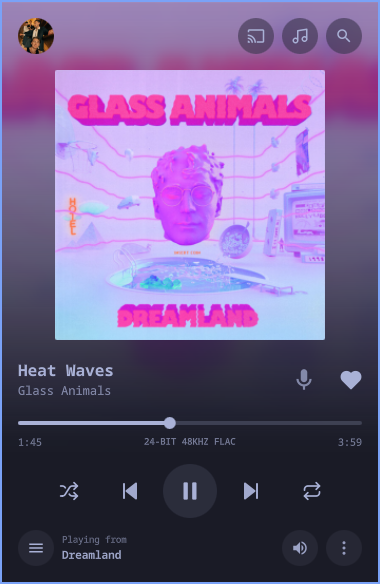 GLASS ANIMALS
HOTEL
DREAMLAND
Heat Waves
Glass Animals
1:45
24-BIT 48KHZ FLAC
3:59
Playing from
Dreamland